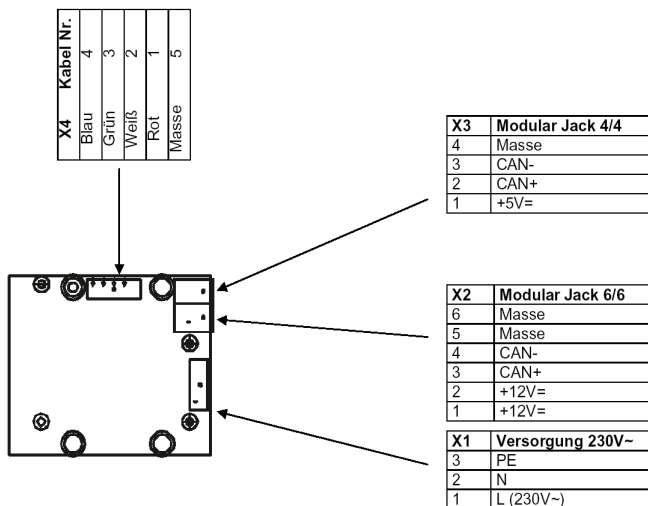 X4 Kabel Nr.
Blau 4
Grün 3
Weiß 2
Rot 1
Masse 5
X3 Modular Jack 4/4
4 Masse
3 CAN-
2 CAN+
1 +5V=
X2 Modular Jack 6/6
6 Masse
5 Masse
4 CAN-
3 CAN+
2 +12V=
1 +12V=
X1 Versorgung 230V~
3 PE
2 N
1 L (230V~)